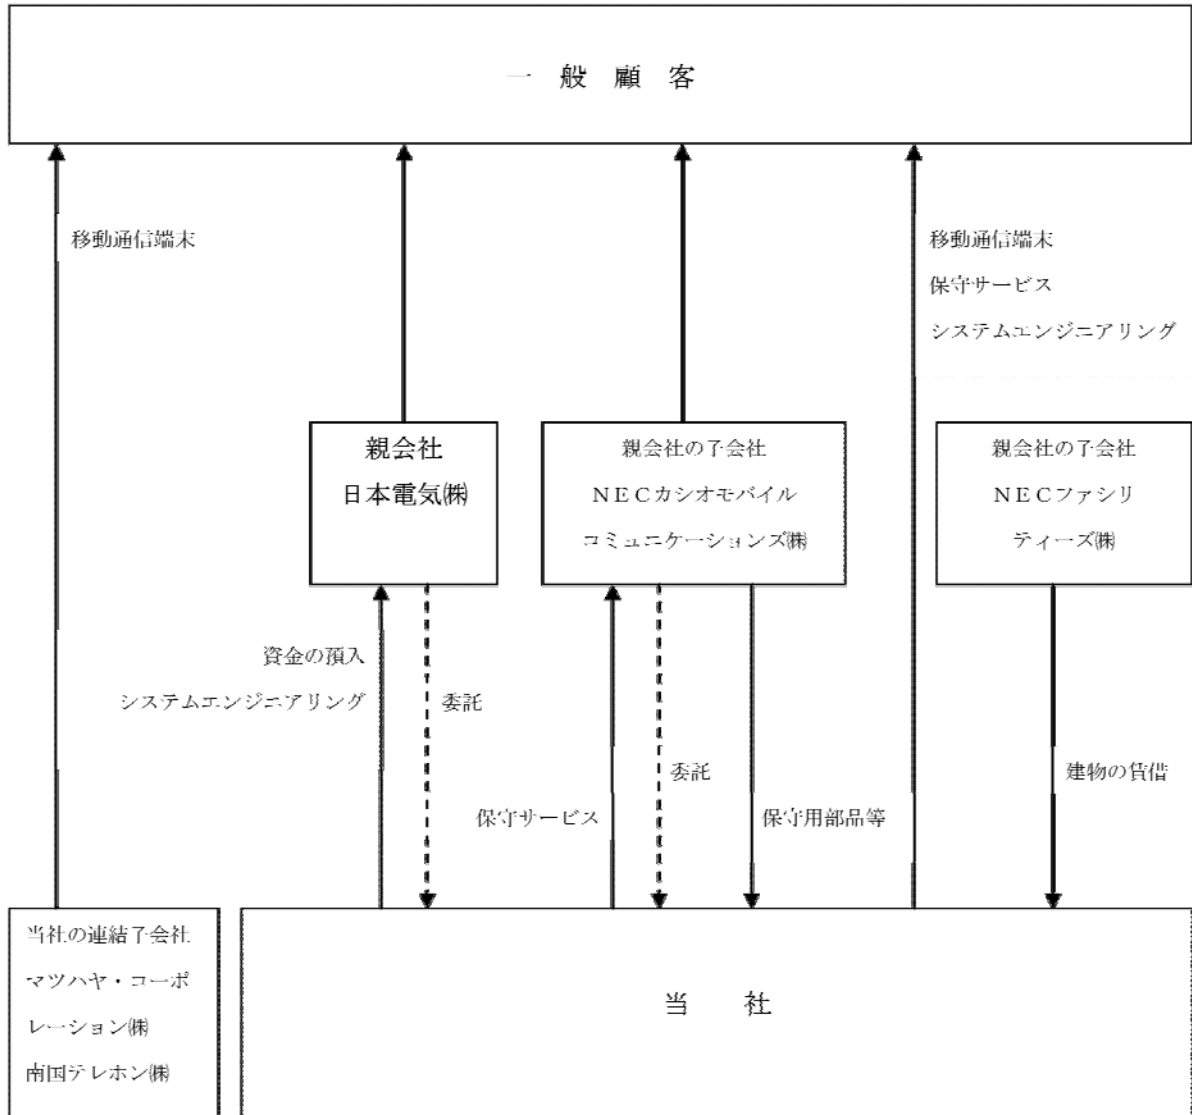 一般顧客
移動通信端末
移動通信端末
保守サービス
システムエンジニアリング
親会社
日本電気㈱
親会社の子会社
ＮＥＣカシオモバイル
コミュニケーションズ㈱
親会社の子会社
ＮＥＣファシリ
ティーズ㈱
資金の預入
システムエンジニアリング
委託
保守サービス
委託
保守用部品等
建物の賃借
当社の連結子会社
マツハヤ・コーポ
レーション㈱
南国テレホン㈱
当社